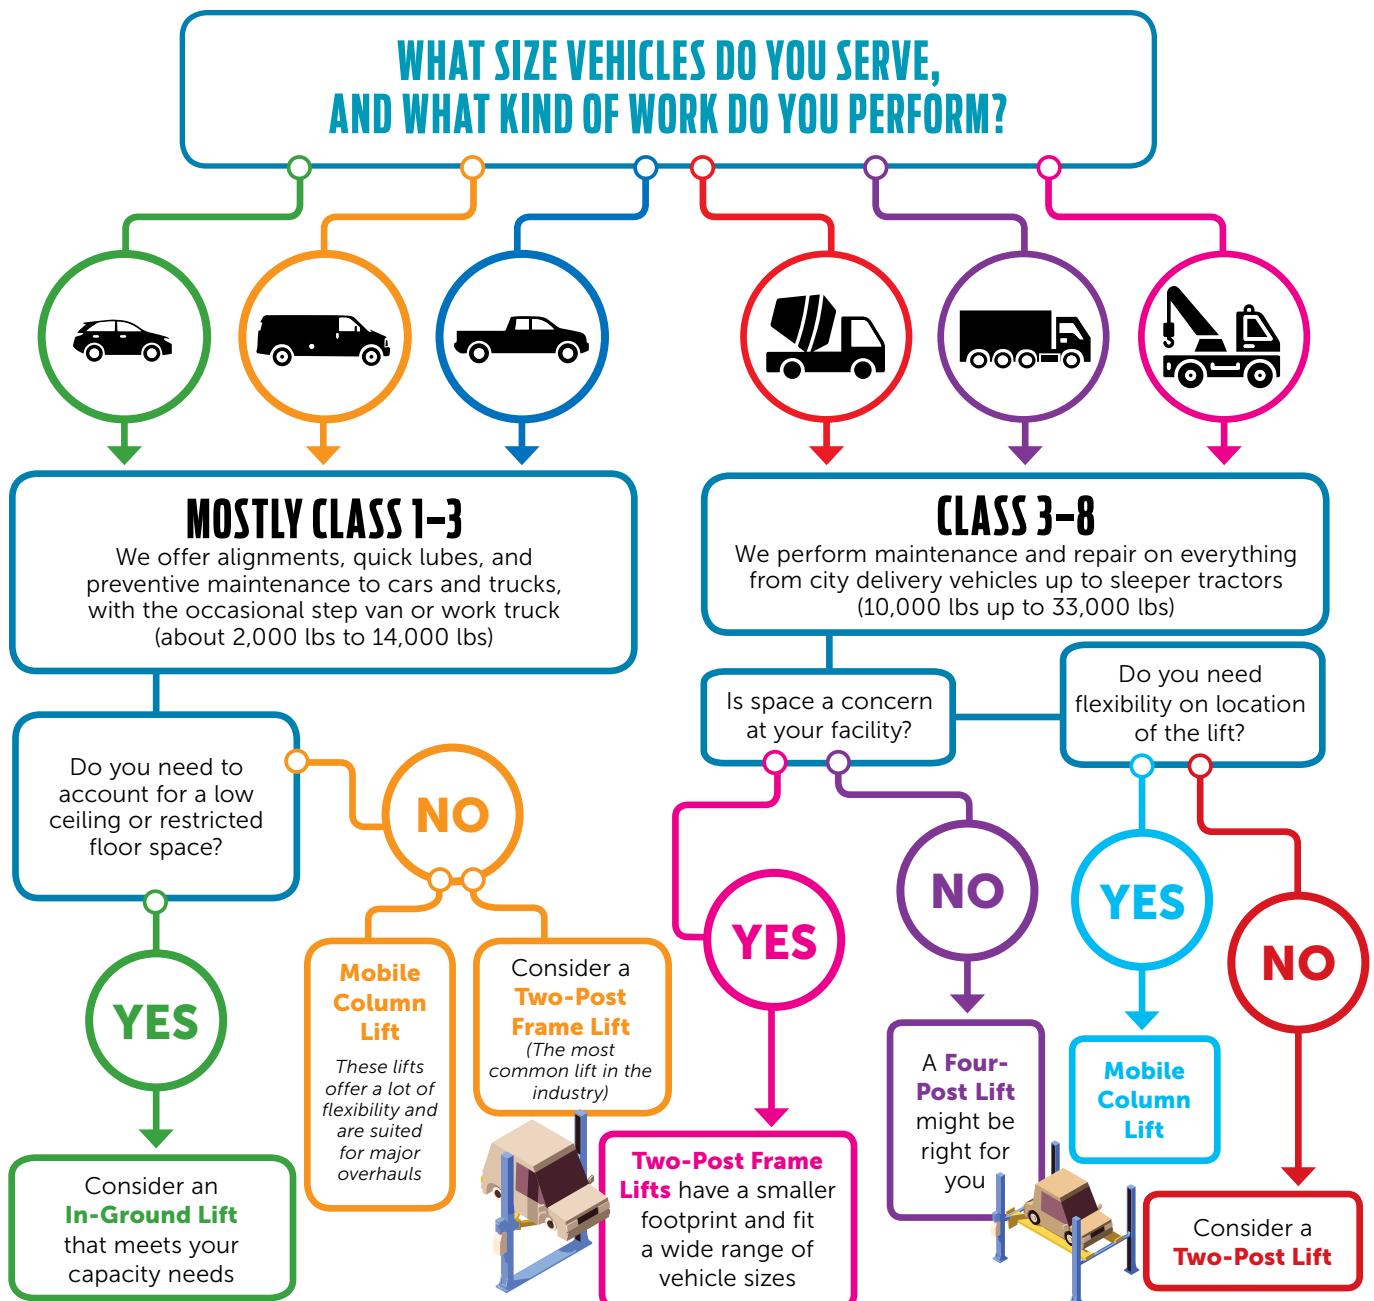 WHAT SIZE VEHICLES DO YOU SERVE,
AND WHAT KIND OF WORK DO YOU PERFORM?
MOSTLY CLASS 1–3
We offer alignments, quick lubes, and
preventive maintenance to cars and trucks,
with the occasional step van or work truck
(about 2,000 lbs to 14,000 lbs)
Do you need to
account for a low
ceiling or restricted
floor space?
YES
Consider an
In-Ground Lift
that meets your
capacity needs
NO
Mobile
Column
Lift
These lifts
offer a lot of
flexibility and
are suited
for major
overhauls
Consider a
Two-Post
Frame Lift
(The most
common lift in the
industry)
CLASS 3–8
We perform maintenance and repair on everything
from city delivery vehicles up to sleeper tractors
(10,000 lbs up to 33,000 lbs)
Is space a concern
at your facility?
YES
Two-Post Frame
Lifts have a smaller
footprint and fit
a wide range of
vehicle sizes
NO
A Four-
Post Lift
might be
right for
you
Do you need
flexibility on location
of the lift?
YES
Mobile
Column
Lift
NO
Consider a
Two-Post Lift